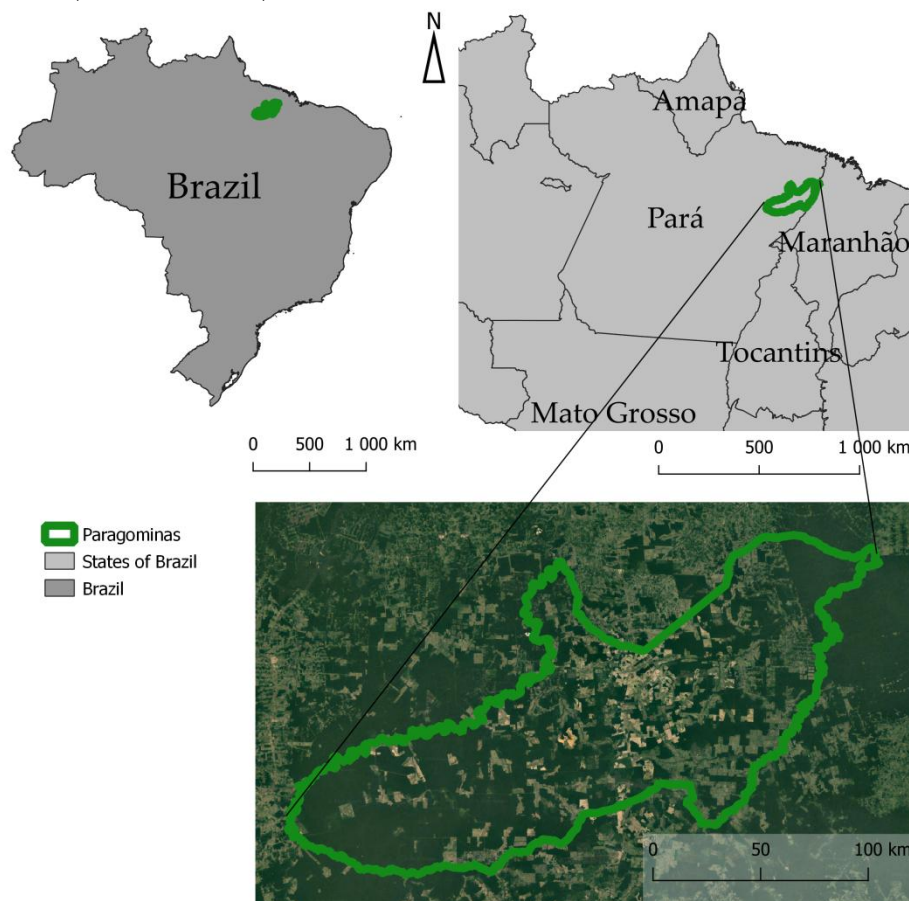 N
Brazil
0 500 1 000 km
Amapá
Pará
Maranhão
Tocantins
Mato Grosso
0 500 1 000 km
Paragominas
States of Brazil
Brazil
0 50 100 km